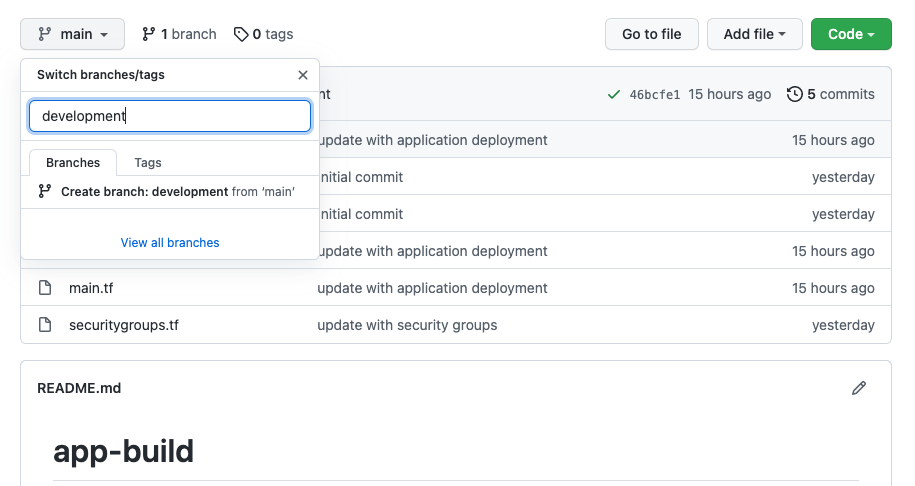 main 1 branch 0 tags Go to file Add file Code
Switch branches/tags
nt 46bcfe1 15 hours ago 5 commits
development
update with application deployment 15 hours ago
Branches Tags
nitial commit yesterday
Create branch: development from ‘main’
nitial commit yesterday
View all branches
update with application deployment 15 hours ago
main.tf update with application deployment 15 hours ago
securitygroups.tf update with security groups yesterday
README.md
app-build